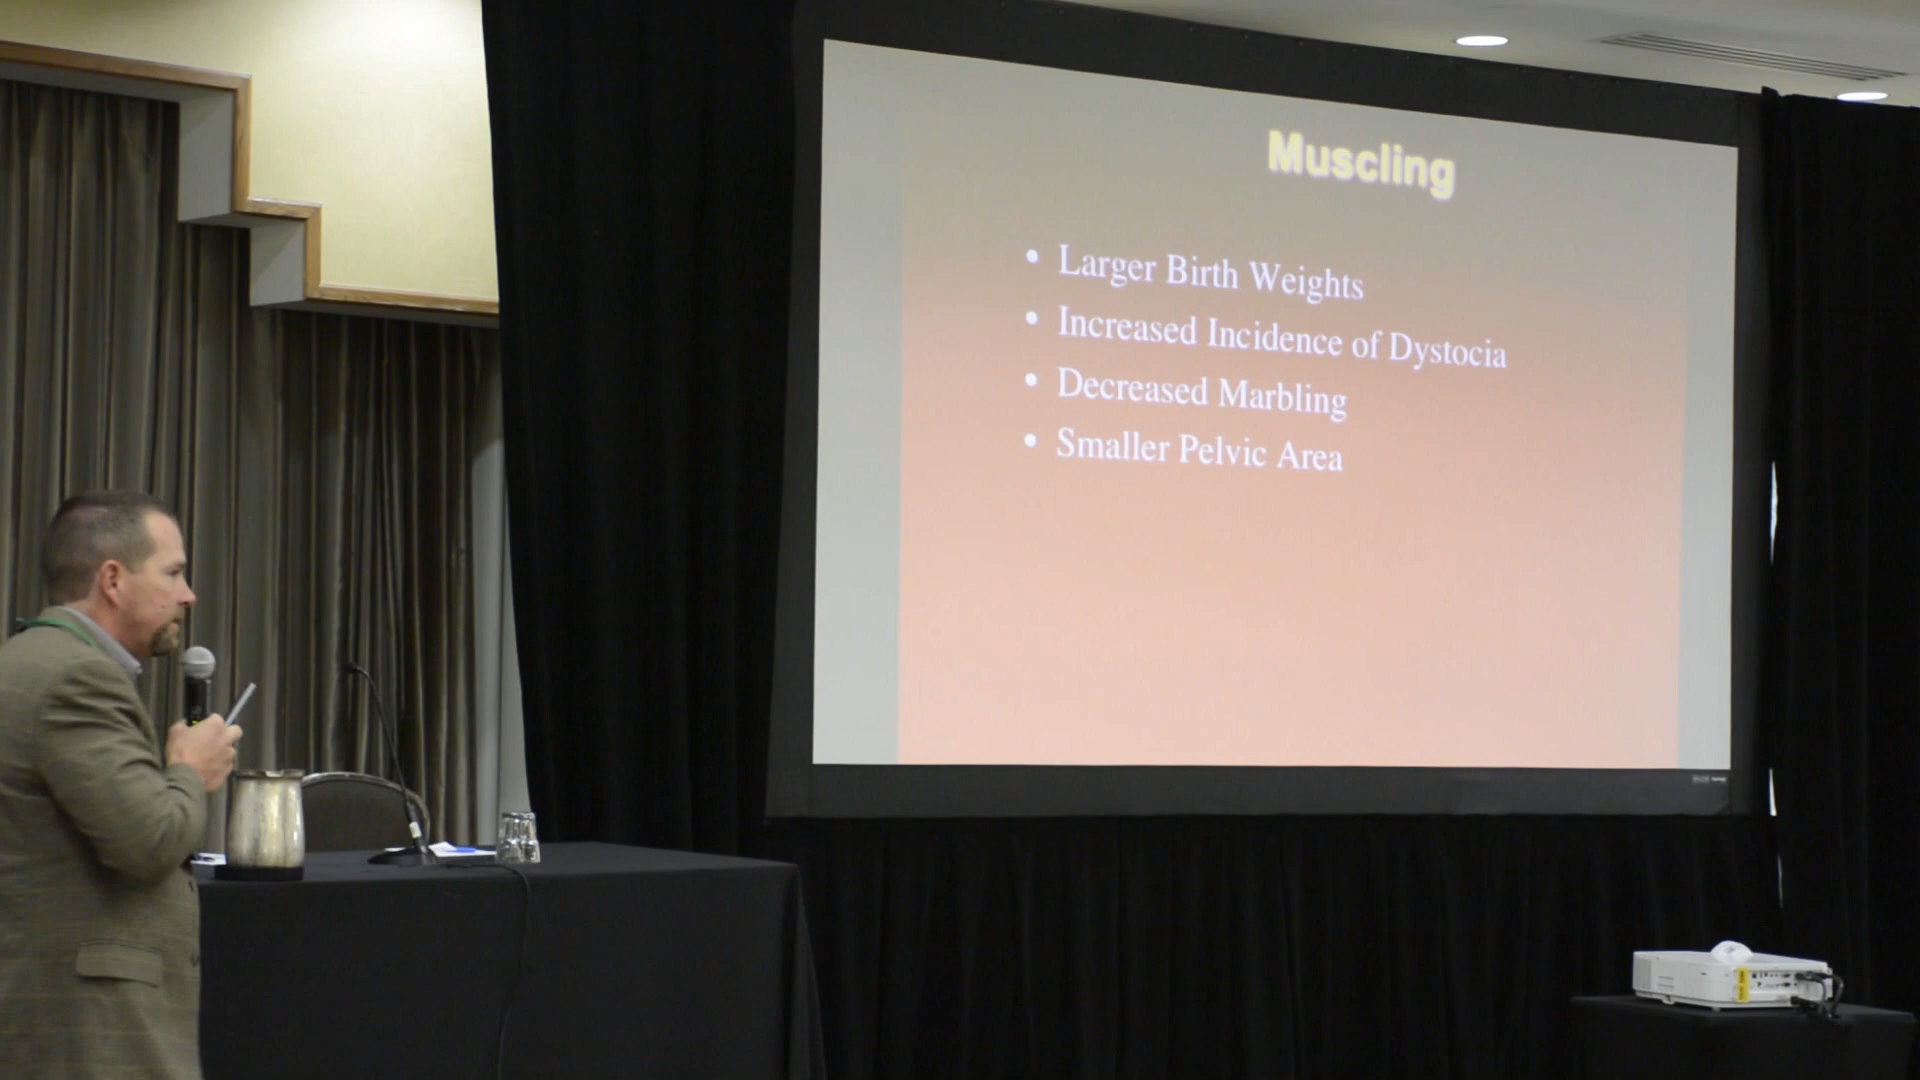 Muscling
• Larger Birth Weights
• Increased Incidence of Dystocia
• Decreased Marbling
• Smaller Pelvic Area